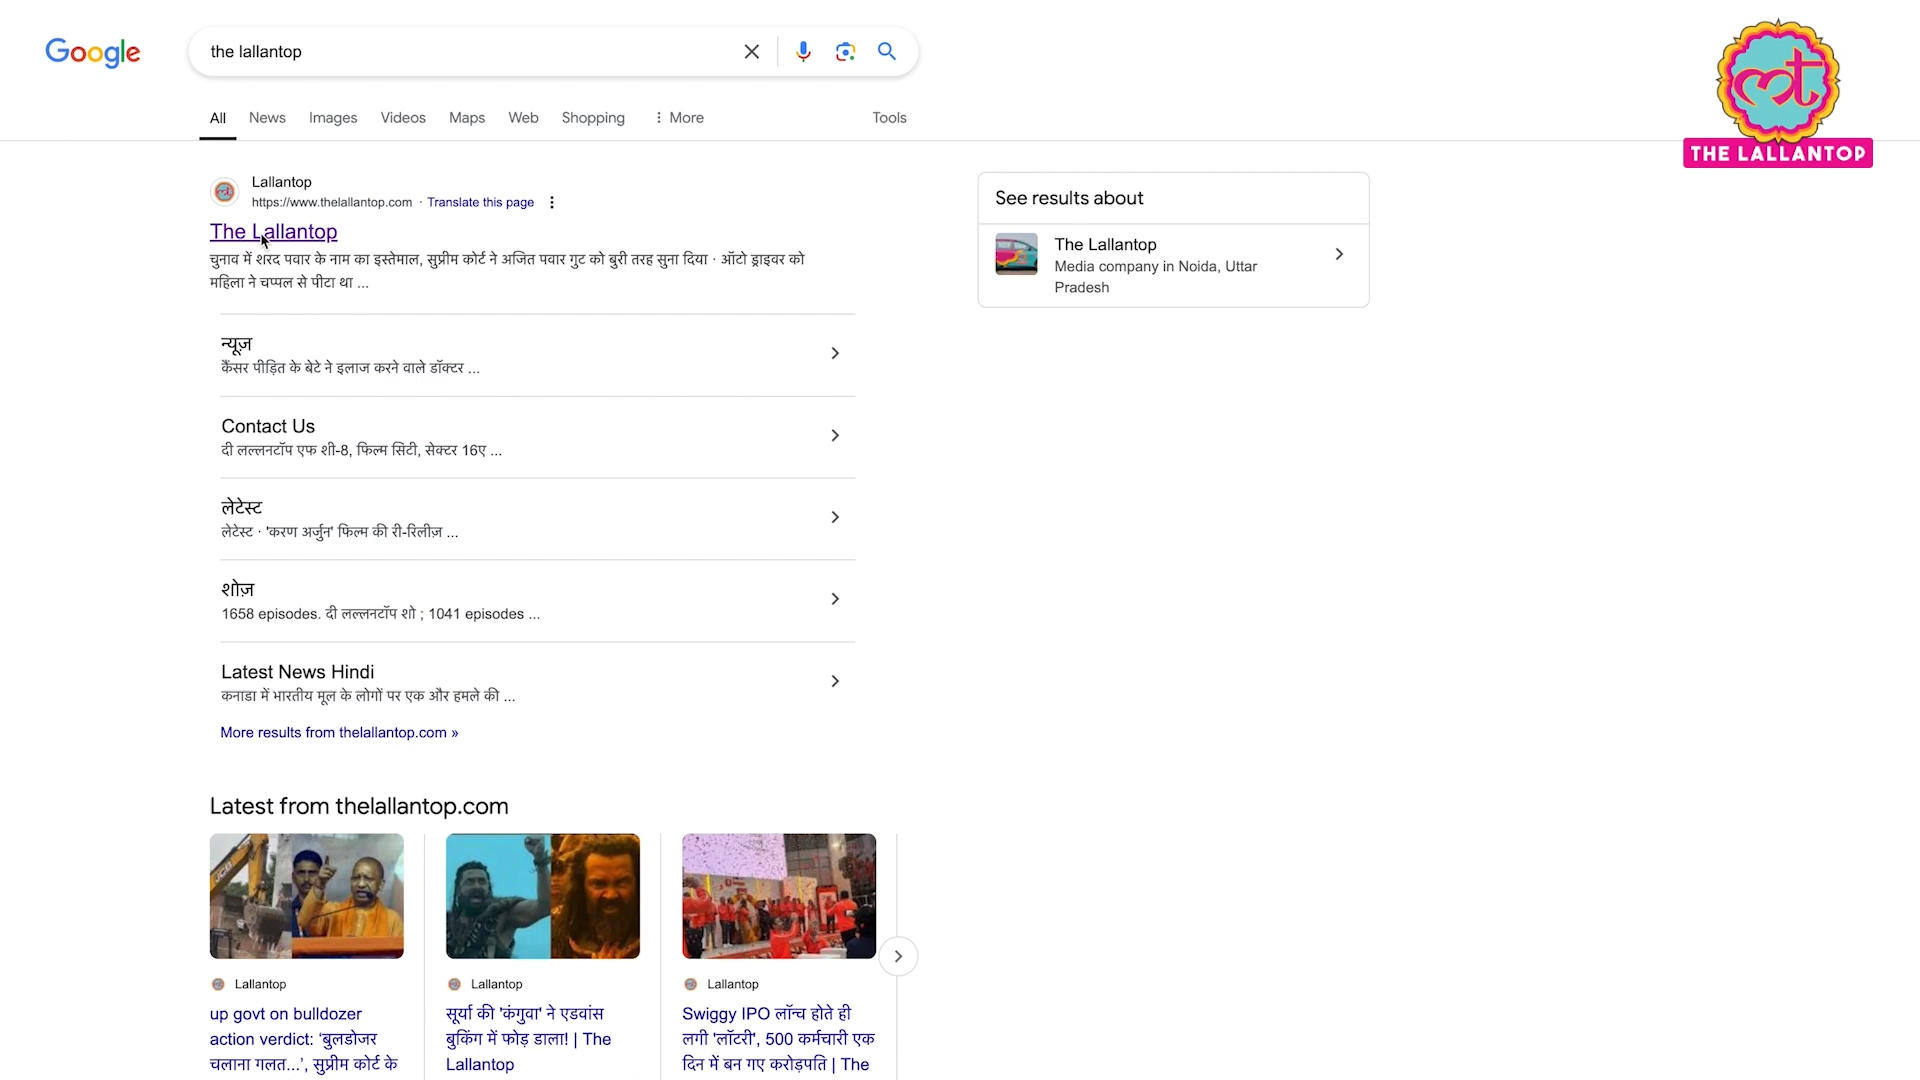 Google
the lallantop
All
News
Images
Videos
Maps
Web
Shopping
More
Tools
THE LALLANTOP
Lallantop
https://www.thelallantop.com · Translate this page
The Lallantop
चुनाव में शरद पवार के नाम का इस्तेमाल, सुप्रीम कोर्ट ने अजित पवार गुट को बुरी तरह सुना दिया · ऑटो ड्राइवर को
महिला ने चप्पल से पीटा था ...
न्यूज़
कैंसर पीड़ित के बेटे ने इलाज करने वाले डॉक्टर ...
Contact Us
दी लल्लनटॉप एफ शी-8, फिल्म सिटी, सेक्टर 16ए ...
लेटेस्ट
लेटेस्ट · 'करण अर्जुन' फिल्म की री-रिलीज़ ...
शोज़
1658 episodes. दी लल्लनटॉप शो ; 1041 episodes ...
Latest News Hindi
कनाडा में भारतीय मूल के लोगों पर एक और हमले की ...
More results from thelallantop.com »
See results about
The Lallantop
Media company in Noida, Uttar
Pradesh
Latest from thelallantop.com
JCB
Lallantop
up govt on bulldozer
action verdict: ‘बुलडोजर
चलाना गलत...’, सुप्रीम कोर्ट के
Lallantop
सूर्या की 'कंगुवा' ने एडवांस
बुकिंग में फोड़ डाला! | The
Lallantop
Lallantop
Swiggy IPO लॉन्च होते ही
लगी 'लॉटरी', 500 कर्मचारी एक
दिन में बन गए करोड़पति | The